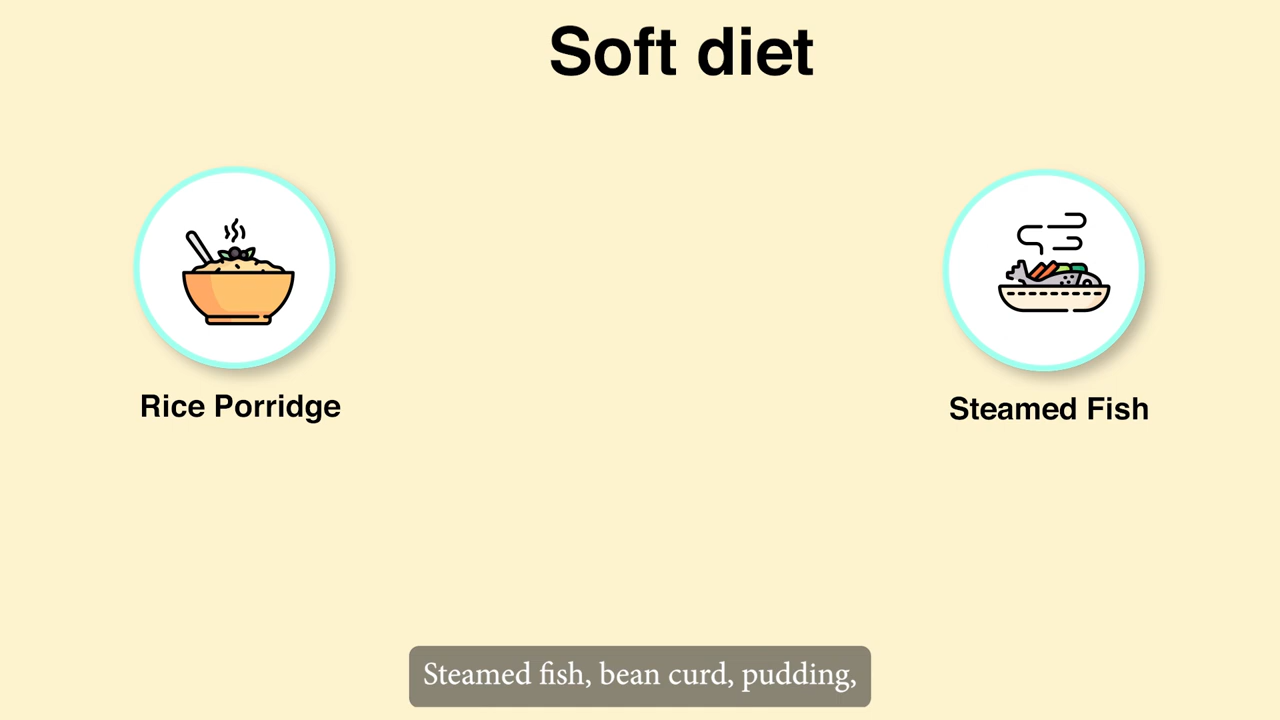 Soft diet
Rice Porridge
Steamed Fish
Steamed fish, bean curd, pudding,